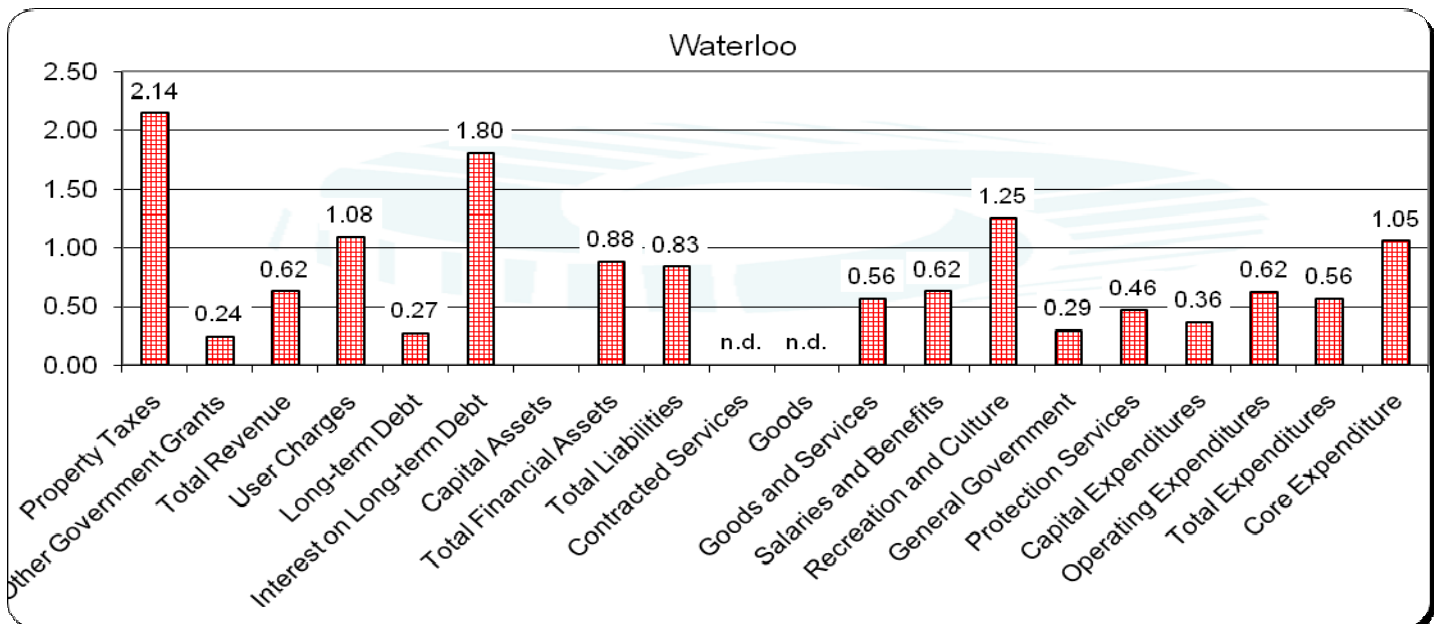 Waterloo
2.50
2.00
1.50
1.00
0.50
0.00
2.14
0.24
0.62
1.08
0.27
1.80
0.88
0.83
n.d.
n.d.
0.56
0.62
1.25
0.29
0.46
0.36
0.62
0.56
1.05
Property Taxes
Other Government Grants
Total Revenue
User Charges
Long-term Debt
Interest on Long-term Debt
Capital Assets
Total Financial Assets
Total Liabilities
Contracted Services
Goods
Goods and Services
Salaries and Benefits
Recreation and Culture
General Government
Protection Services
Capital Expenditures
Operating Expenditures
Total Expenditures
Core Expenditure